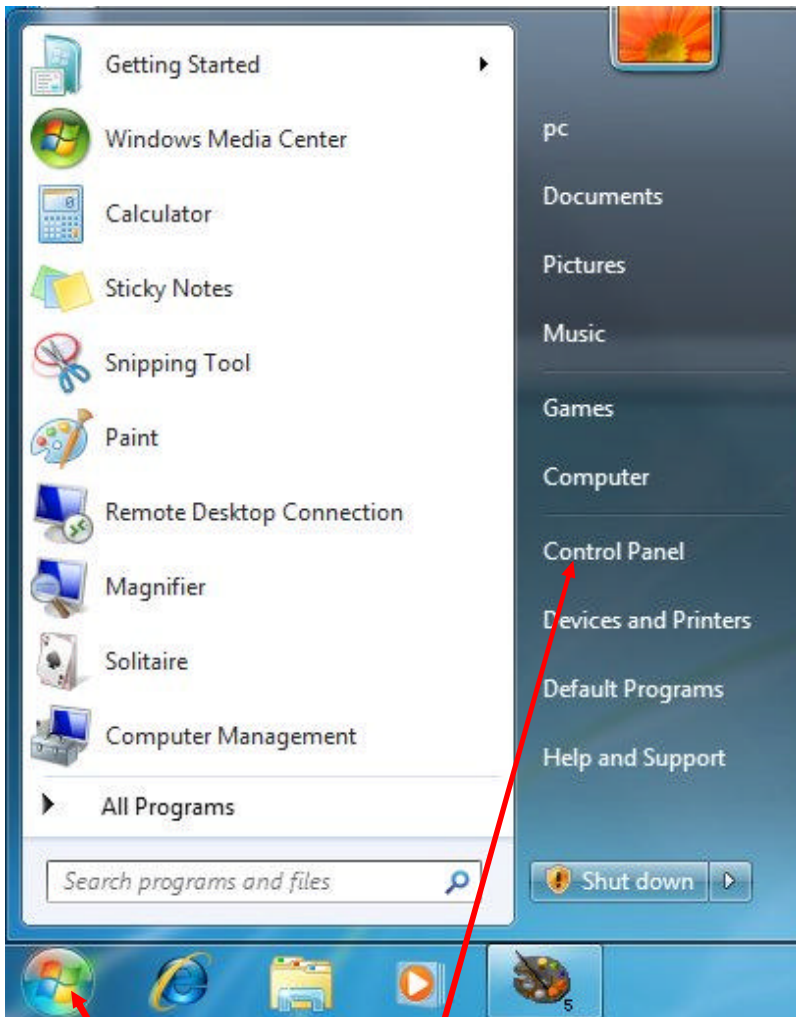 Getting Started
Windows Media Center
Calculator
Sticky Notes
Snipping Tool
Paint
Remote Desktop Connection
Magnifier
Solitaire
Computer Management
All Programs
Search programs and files
pc
Documents
Pictures
Music
Games
Computer
Control Panel
Devices and Printers
Default Programs
Help and Support
Shut down
5